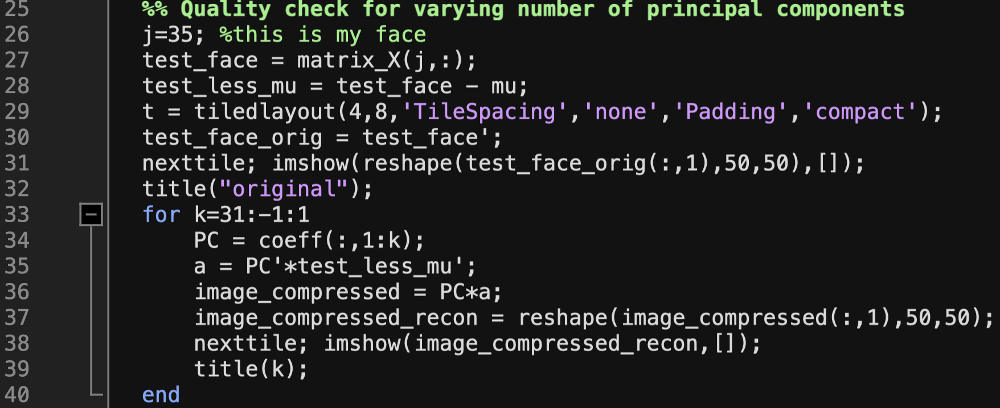 25 %% Quality check for varying number of principal components
26 j=35; %this is my face
27 test_face = matrix_X(j,:);
28 test_less_mu = test_face - mu;
29 t = tiledlayout(4,8,'TileSpacing','none','Padding','compact');
30 test_face_orig = test_face';
31 nexttile; imshow(reshape(test_face_orig(:,1),50,50),[]);
32 title("original");
33 for k=31:-1:1
34 PC = coeff(:,1:k);
35 a = PC'*test_less_mu';
36 image_compressed = PC*a;
37 image_compressed_recon = reshape(image_compressed(:,1),50,50);
38 nexttile; imshow(image_compressed_recon,[]);
39 title(k);
40 end